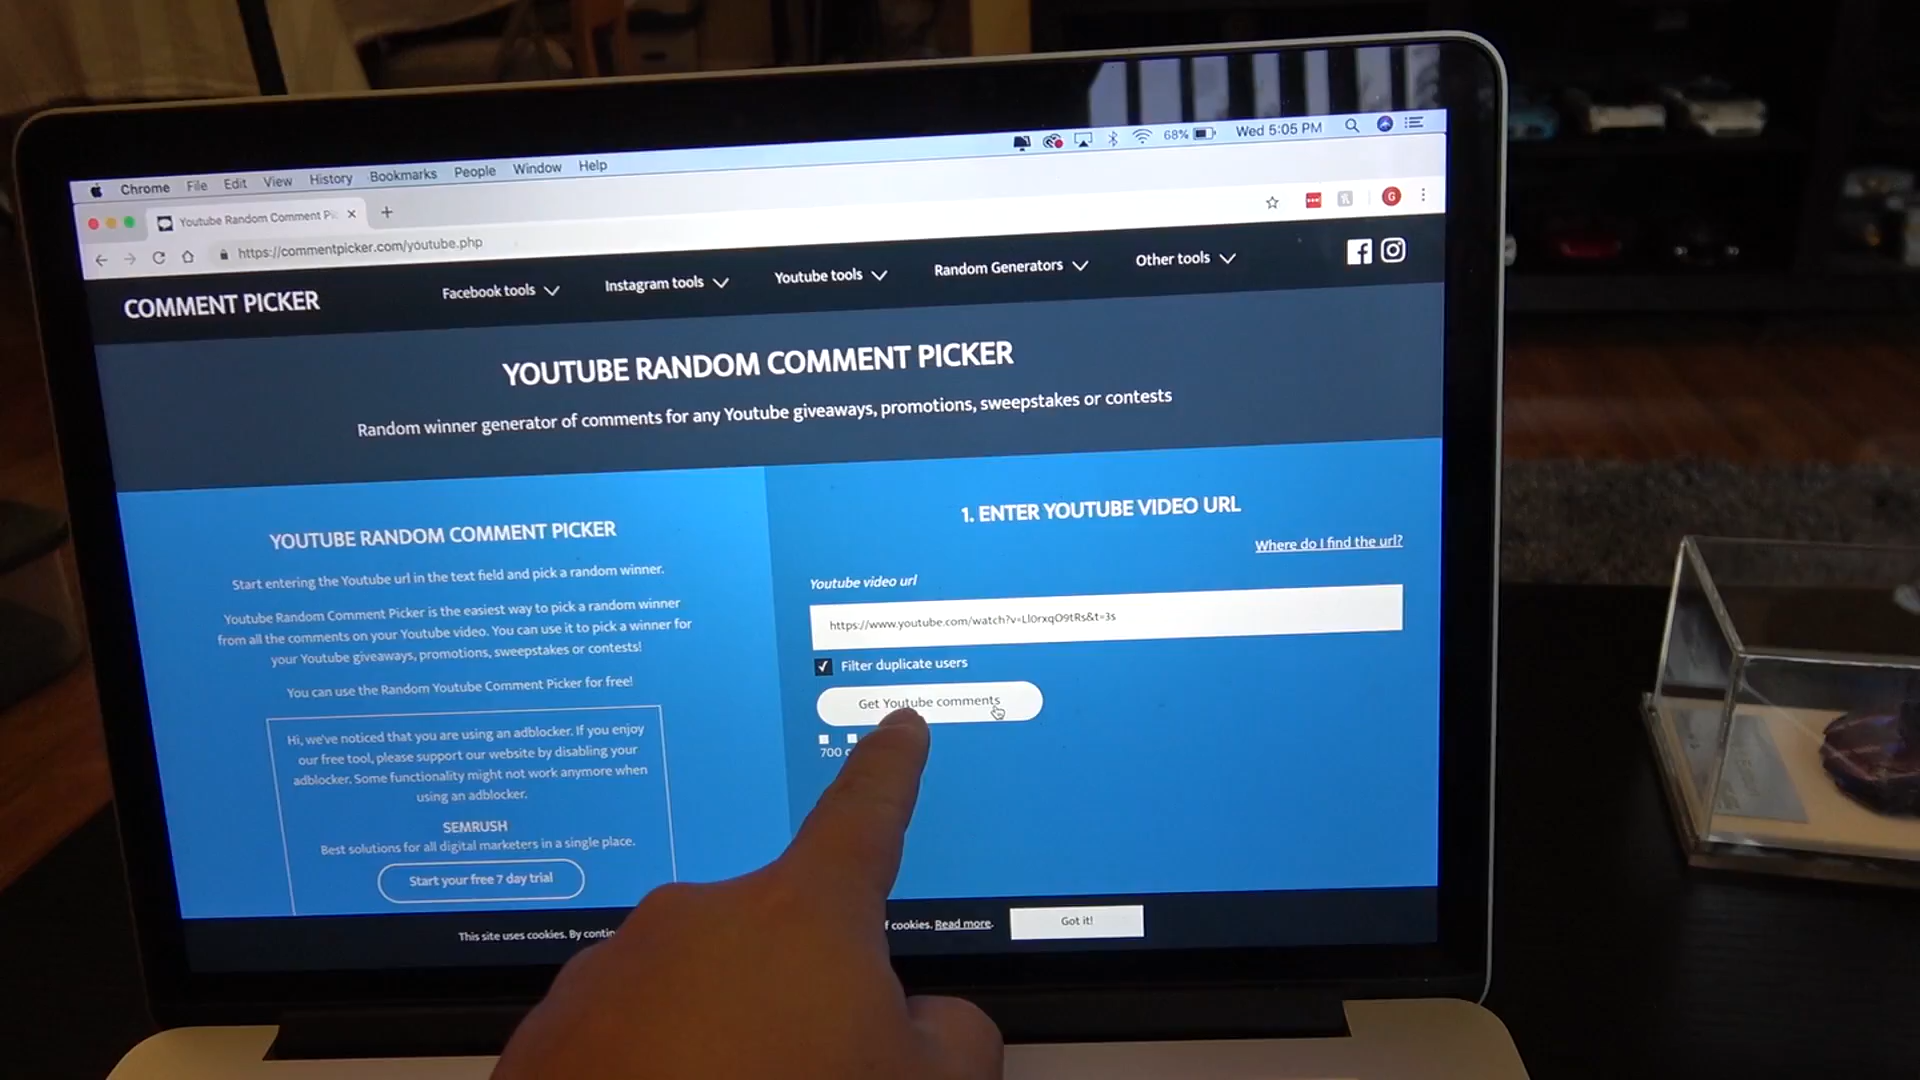 Chrome File Edit View History Bookmarks People Window Help 68% Wed 5:05 PM
Youtube Random Comment Pi
https://commentpicker.com/youtube.php
COMMENT PICKER Facebook tools Instagram tools Youtube tools Random Generators Other tools
YOUTUBE RANDOM COMMENT PICKER
Random winner generator of comments for any Youtube giveaways, promotions, sweepstakes or contests
YOUTUBE RANDOM COMMENT PICKER
Start entering the Youtube url in the text field and pick a random winner.
Youtube Random Comment Picker is the easiest way to pick a random winner
from all the comments on your Youtube video. You can use it to pick a winner for
your Youtube giveaways, promotions, sweepstakes or contests!
You can use the Random Youtube Comment Picker for free!
Hi, we've noticed that you are using an adblocker. If you enjoy
our free tool, please support our website by disabling your
adblocker. Some functionality might not work anymore when
using an adblocker.
SEMRUSH
Best solutions for all digital marketers in a single place.
Start your free 7 day trial
1. ENTER YOUTUBE VIDEO URL
Where do I find the url?
Youtube video url
https://www.youtube.com/watch?v=Ll0rxqO9tRs&t=3s
Filter duplicate users
Get Youtube comments
700 c
This site uses cookies. By contin
f cookies. Read more.
Got it!